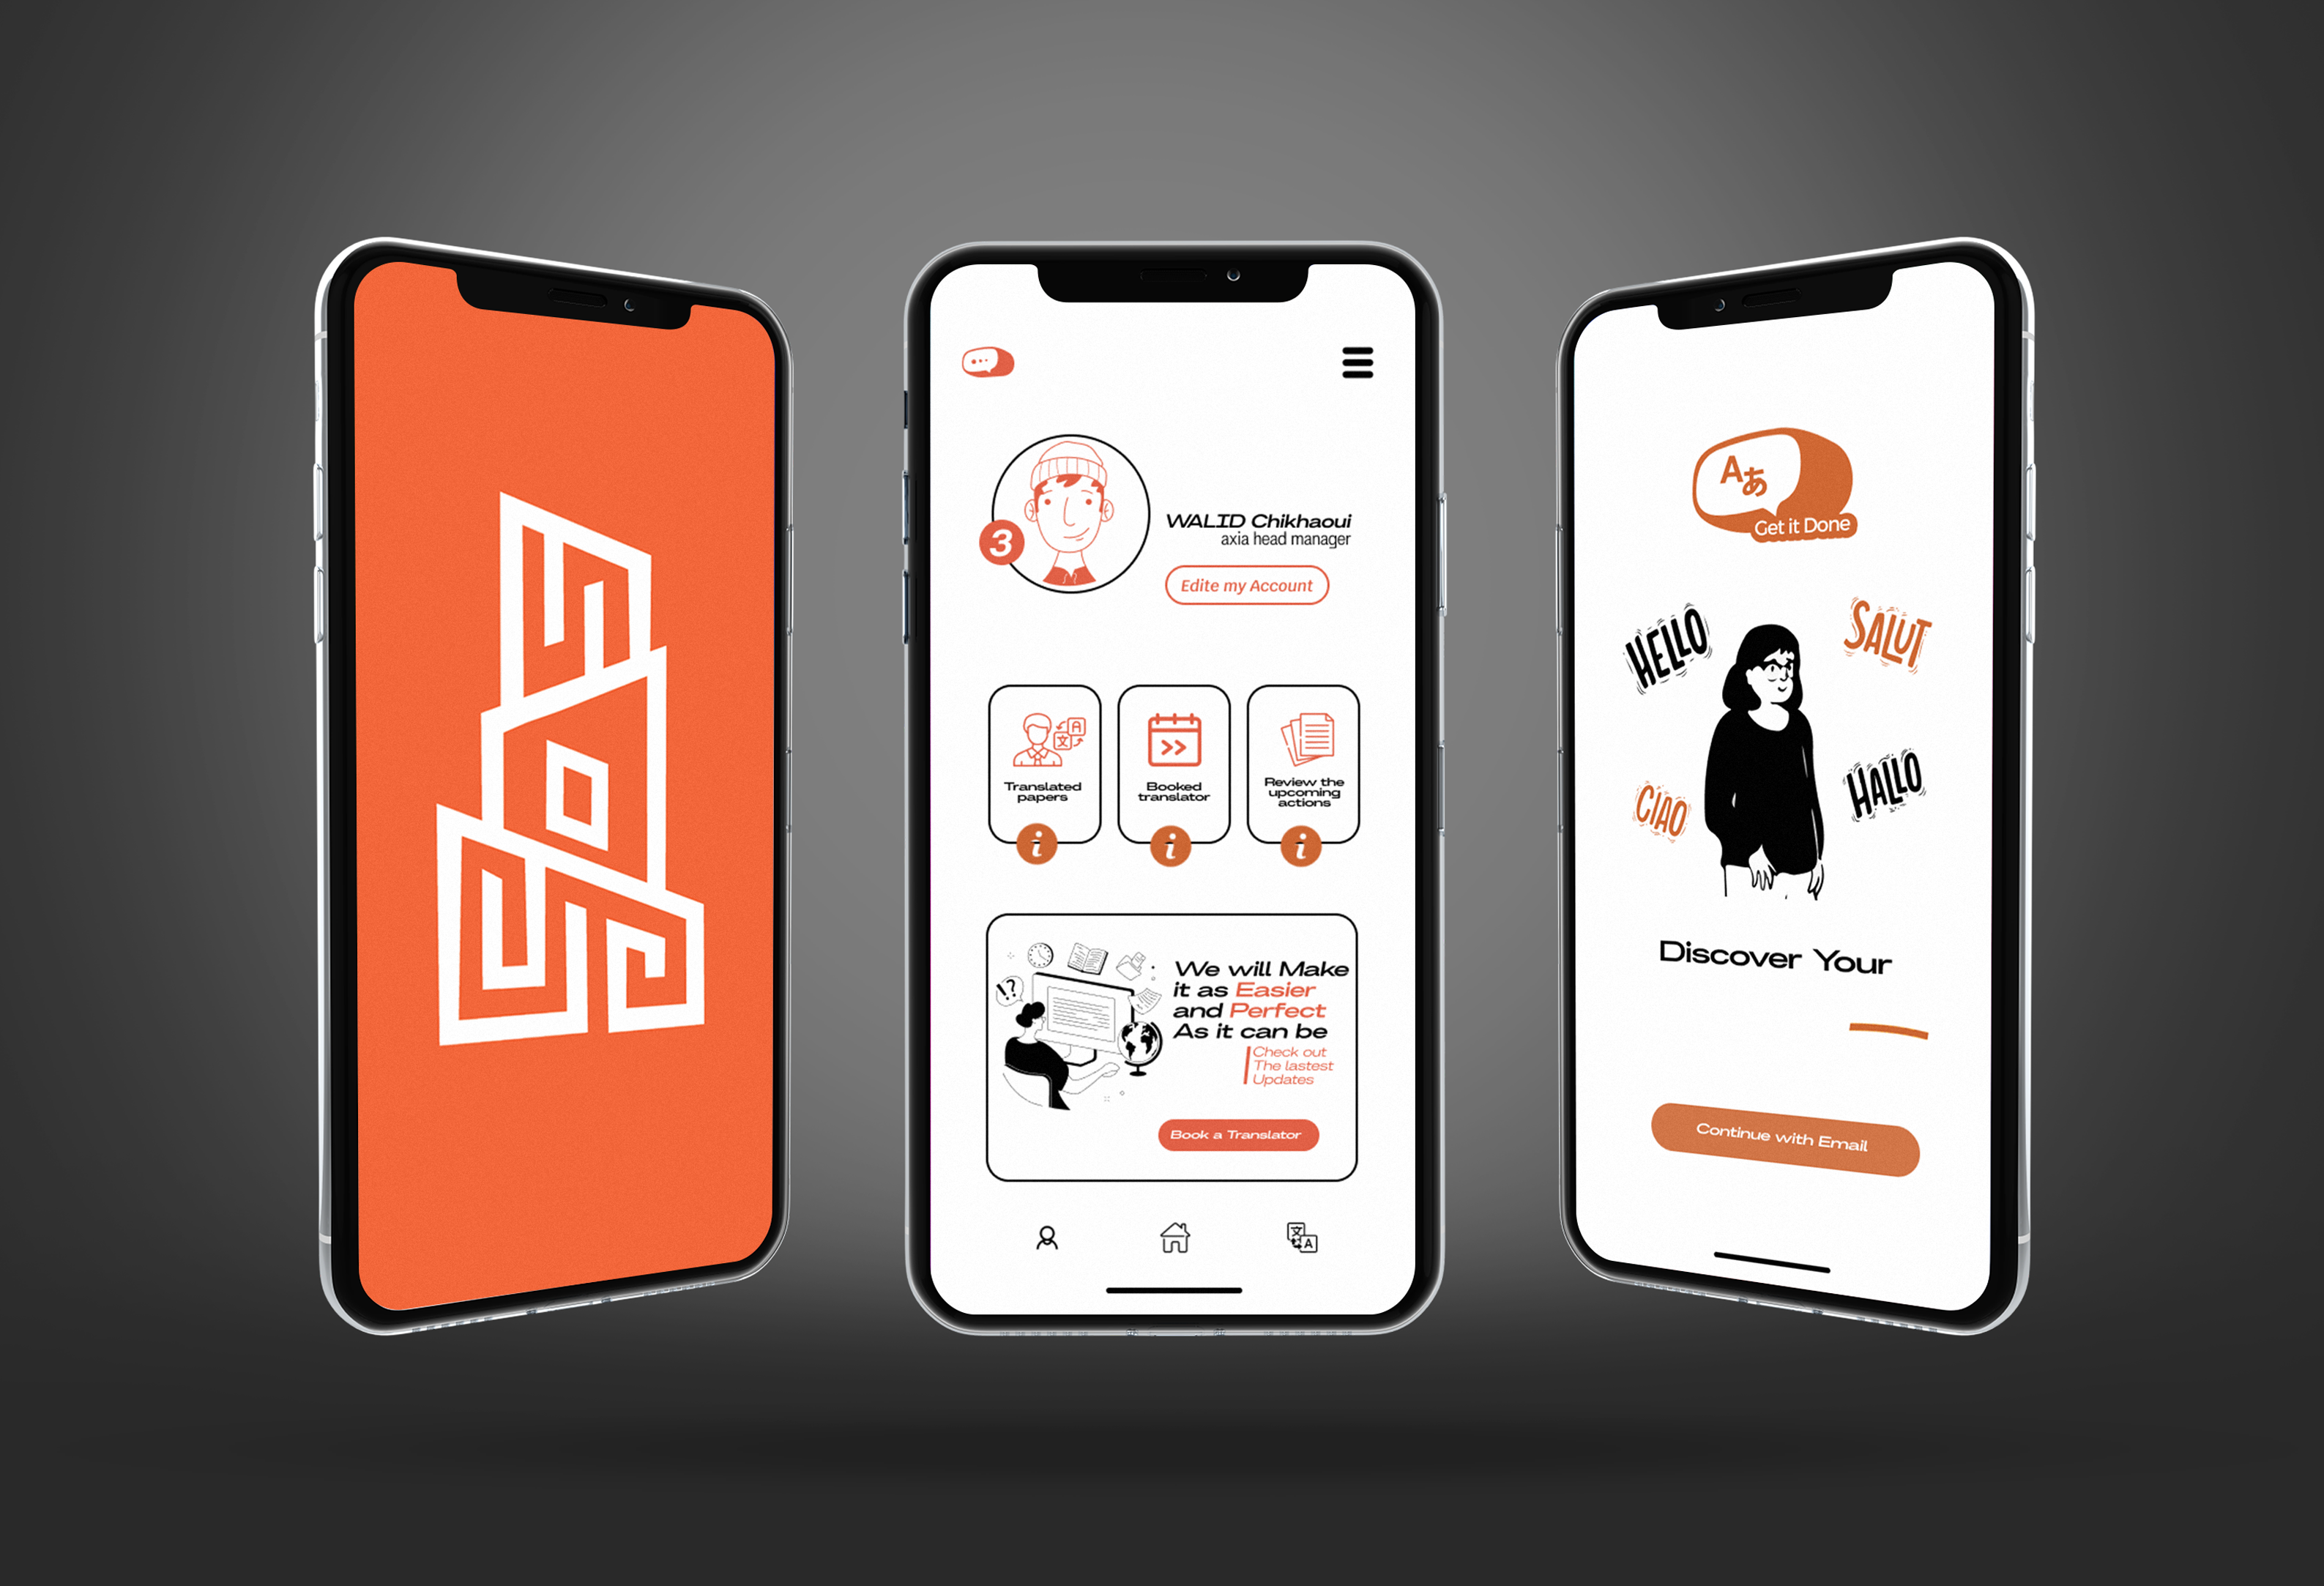 3
WALID Chikhaoui
axia head manager
Edite my Account
Translated
papers
Booked
translator
Review the
upcoming
actions
i
i
i
!?
We will Make
it as Easier
and Perfect
As it can be
Check out
The lastest
Updates
Book a Translator
文
A
Aあ
Get it Done
HELLO
SALUT
CIAO
HALLO
Discover Your
Continue with Email